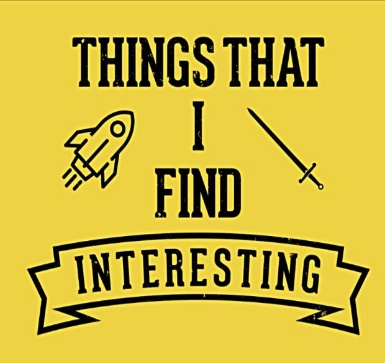 THINGS THAT
I
FIND
INTERESTING